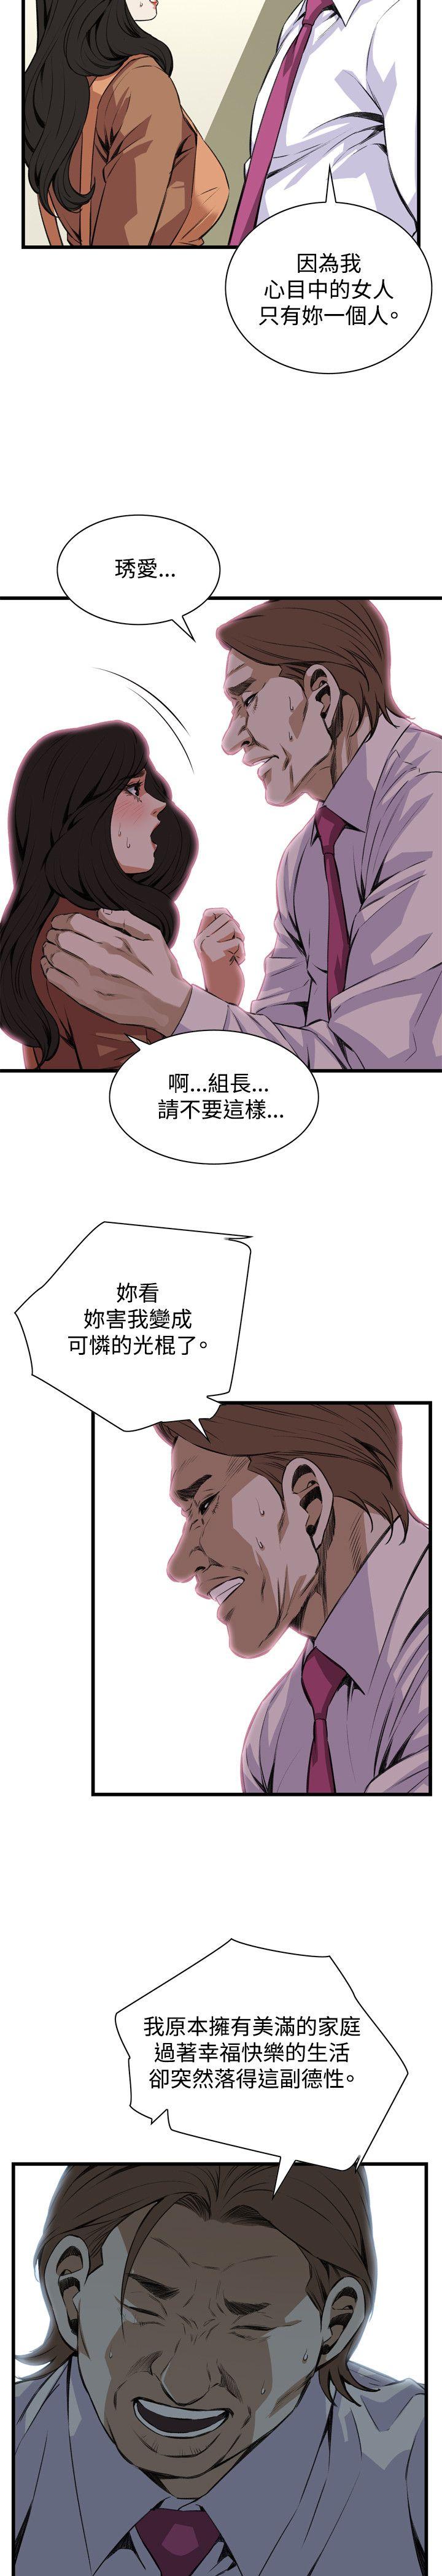 因為我
心目中的女人
只有妳一個人。
琇愛...
啊...組長...
請不要這樣...
妳看
妳害我變成
可憐的光棍了。
我原本擁有美滿的家庭
過著幸福快樂的生活
卻突然落得這副德性。